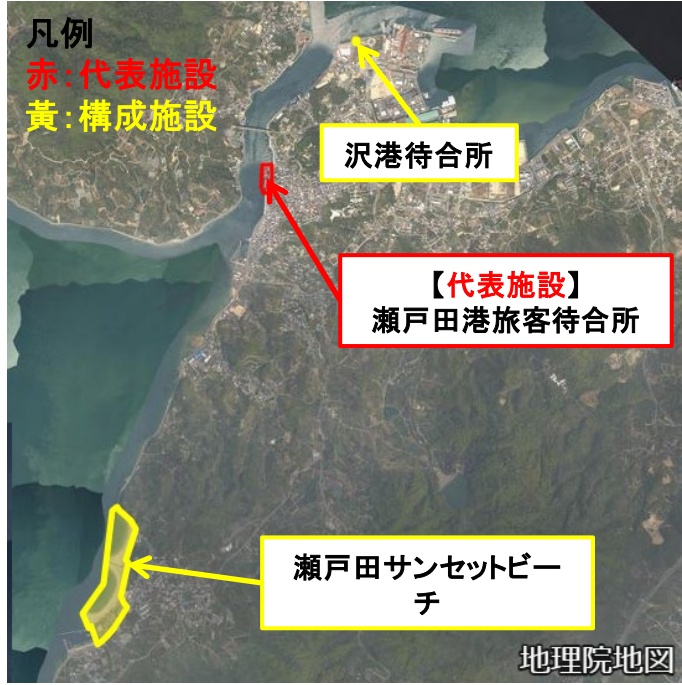 凡例
赤:代表施設
黄:構成施設
沢港待合所
【代表施設】
瀬戸田港旅客待合所
瀬戸田サンセットビー
チ
地理院地図